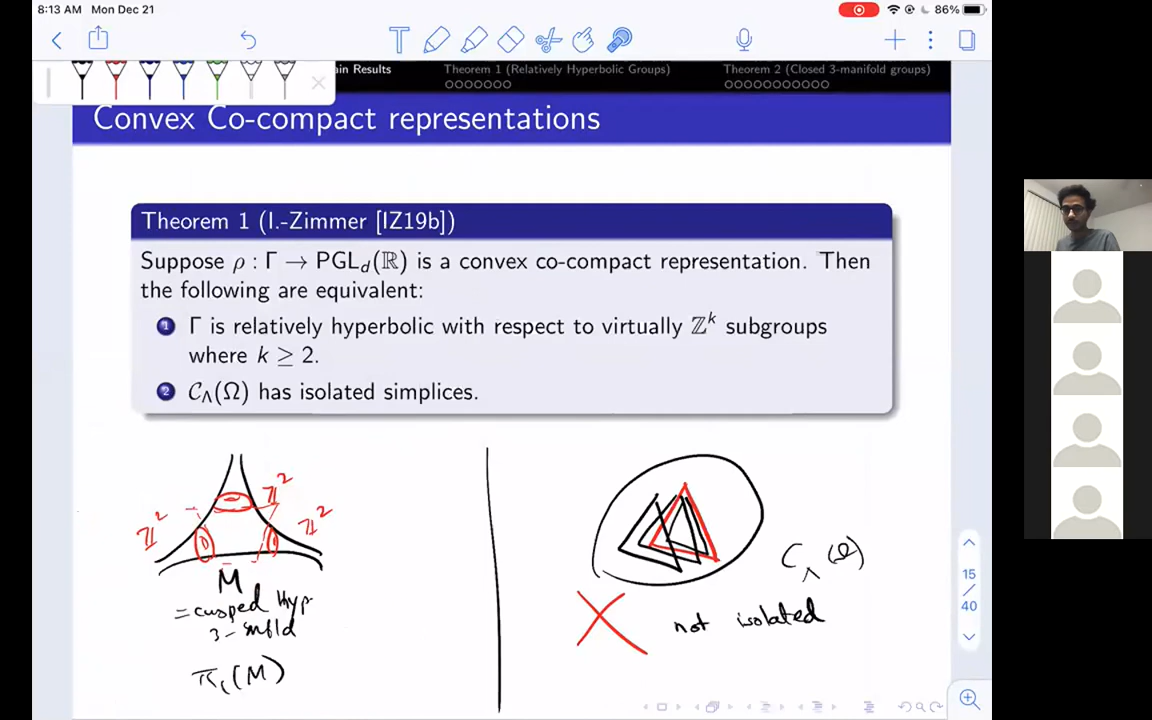 8:13 AM Mon Dec 21
86%
T
ain Results
Theorem 1 (Relatively Hyperbolic Groups)
Theorem 2 (Closed 3-manifold groups)
Convex Co-compact representations
Theorem 1 (I.-Zimmer [IZ19b])
Suppose ρ : Γ → PGL_d(ℝ) is a convex co-compact representation. Then
the following are equivalent:
1 Γ is relatively hyperbolic with respect to virtually ℤ^k subgroups
where k ≥ 2.
2 C_Λ(Ω) has isolated simplices.
ℤ²
ℤ²
ℤ²
M
= cusped Hyp
3-mfld
π₁(M)
C_Λ(Ω)
not isolated
15
/
40